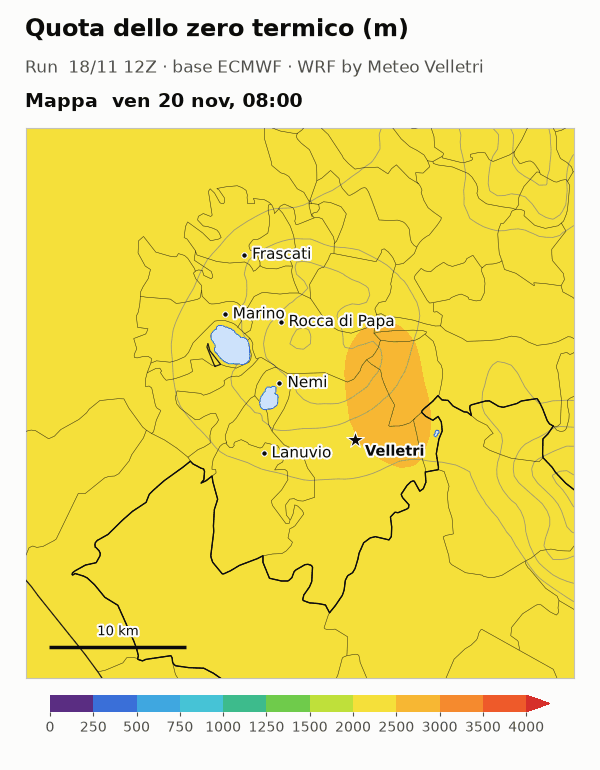 Quota dello zero termico (m)
Run  18/11 12Z · base ECMWF · WRF by Meteo Velletri
Mappa  ven 20 nov, 08:00
Frascati
Marino
Rocca di Papa
Nemi
Velletri
Lanuvio
10 km
0 250 500 750 1000 1250 1500 2000 2500 3000 3500 4000